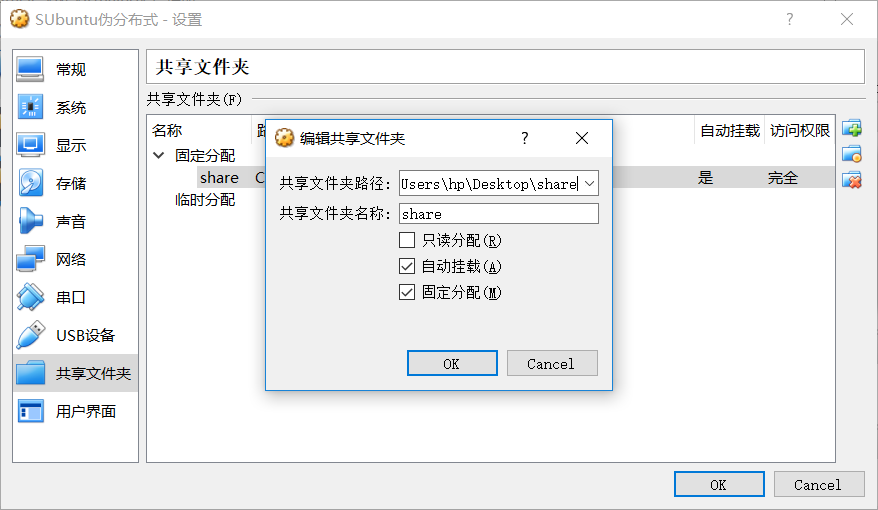 SUbuntu伪分布式 - 设置
?
常规
系统
显示
存储
声音
网络
串口
USB设备
共享文件夹
用户界面
共享文件夹
共享文件夹(F)
名称 自动挂载 访问权限
固定分配
share C 是 完全
临时分配
编辑共享文件夹 ?
共享文件夹路径: Users\hp\Desktop\share
共享文件夹名称: share
只读分配(R)
自动挂载(A)
固定分配(M)
OK Cancel
OK Cancel